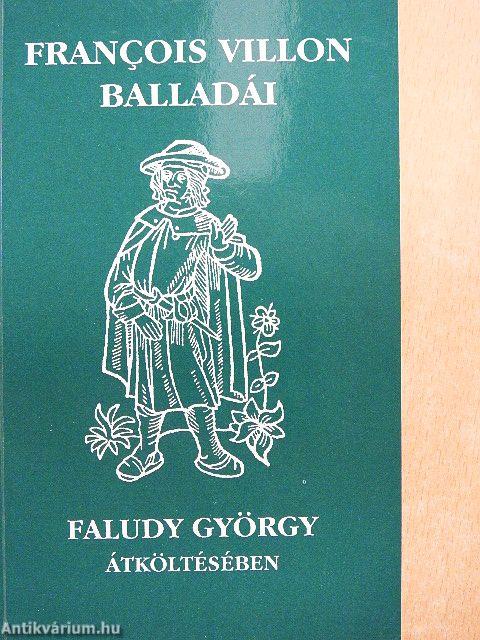 FRANÇOIS VILLON
BALLADÁI
FALUDY GYÖRGY
ÁTKÖLTÉSÉBEN
Antikvárium.hu